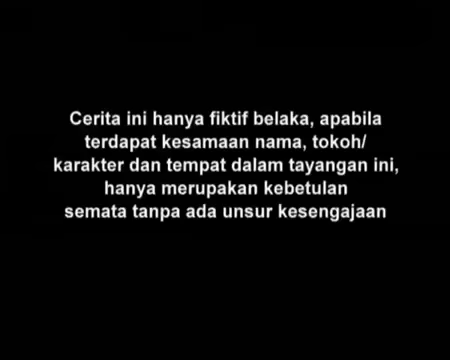 Cerita ini hanya fiktif belaka, apabila
terdapat kesamaan nama, tokoh/
karakter dan tempat dalam tayangan ini,
hanya merupakan kebetulan
semata tanpa ada unsur kesengajaan